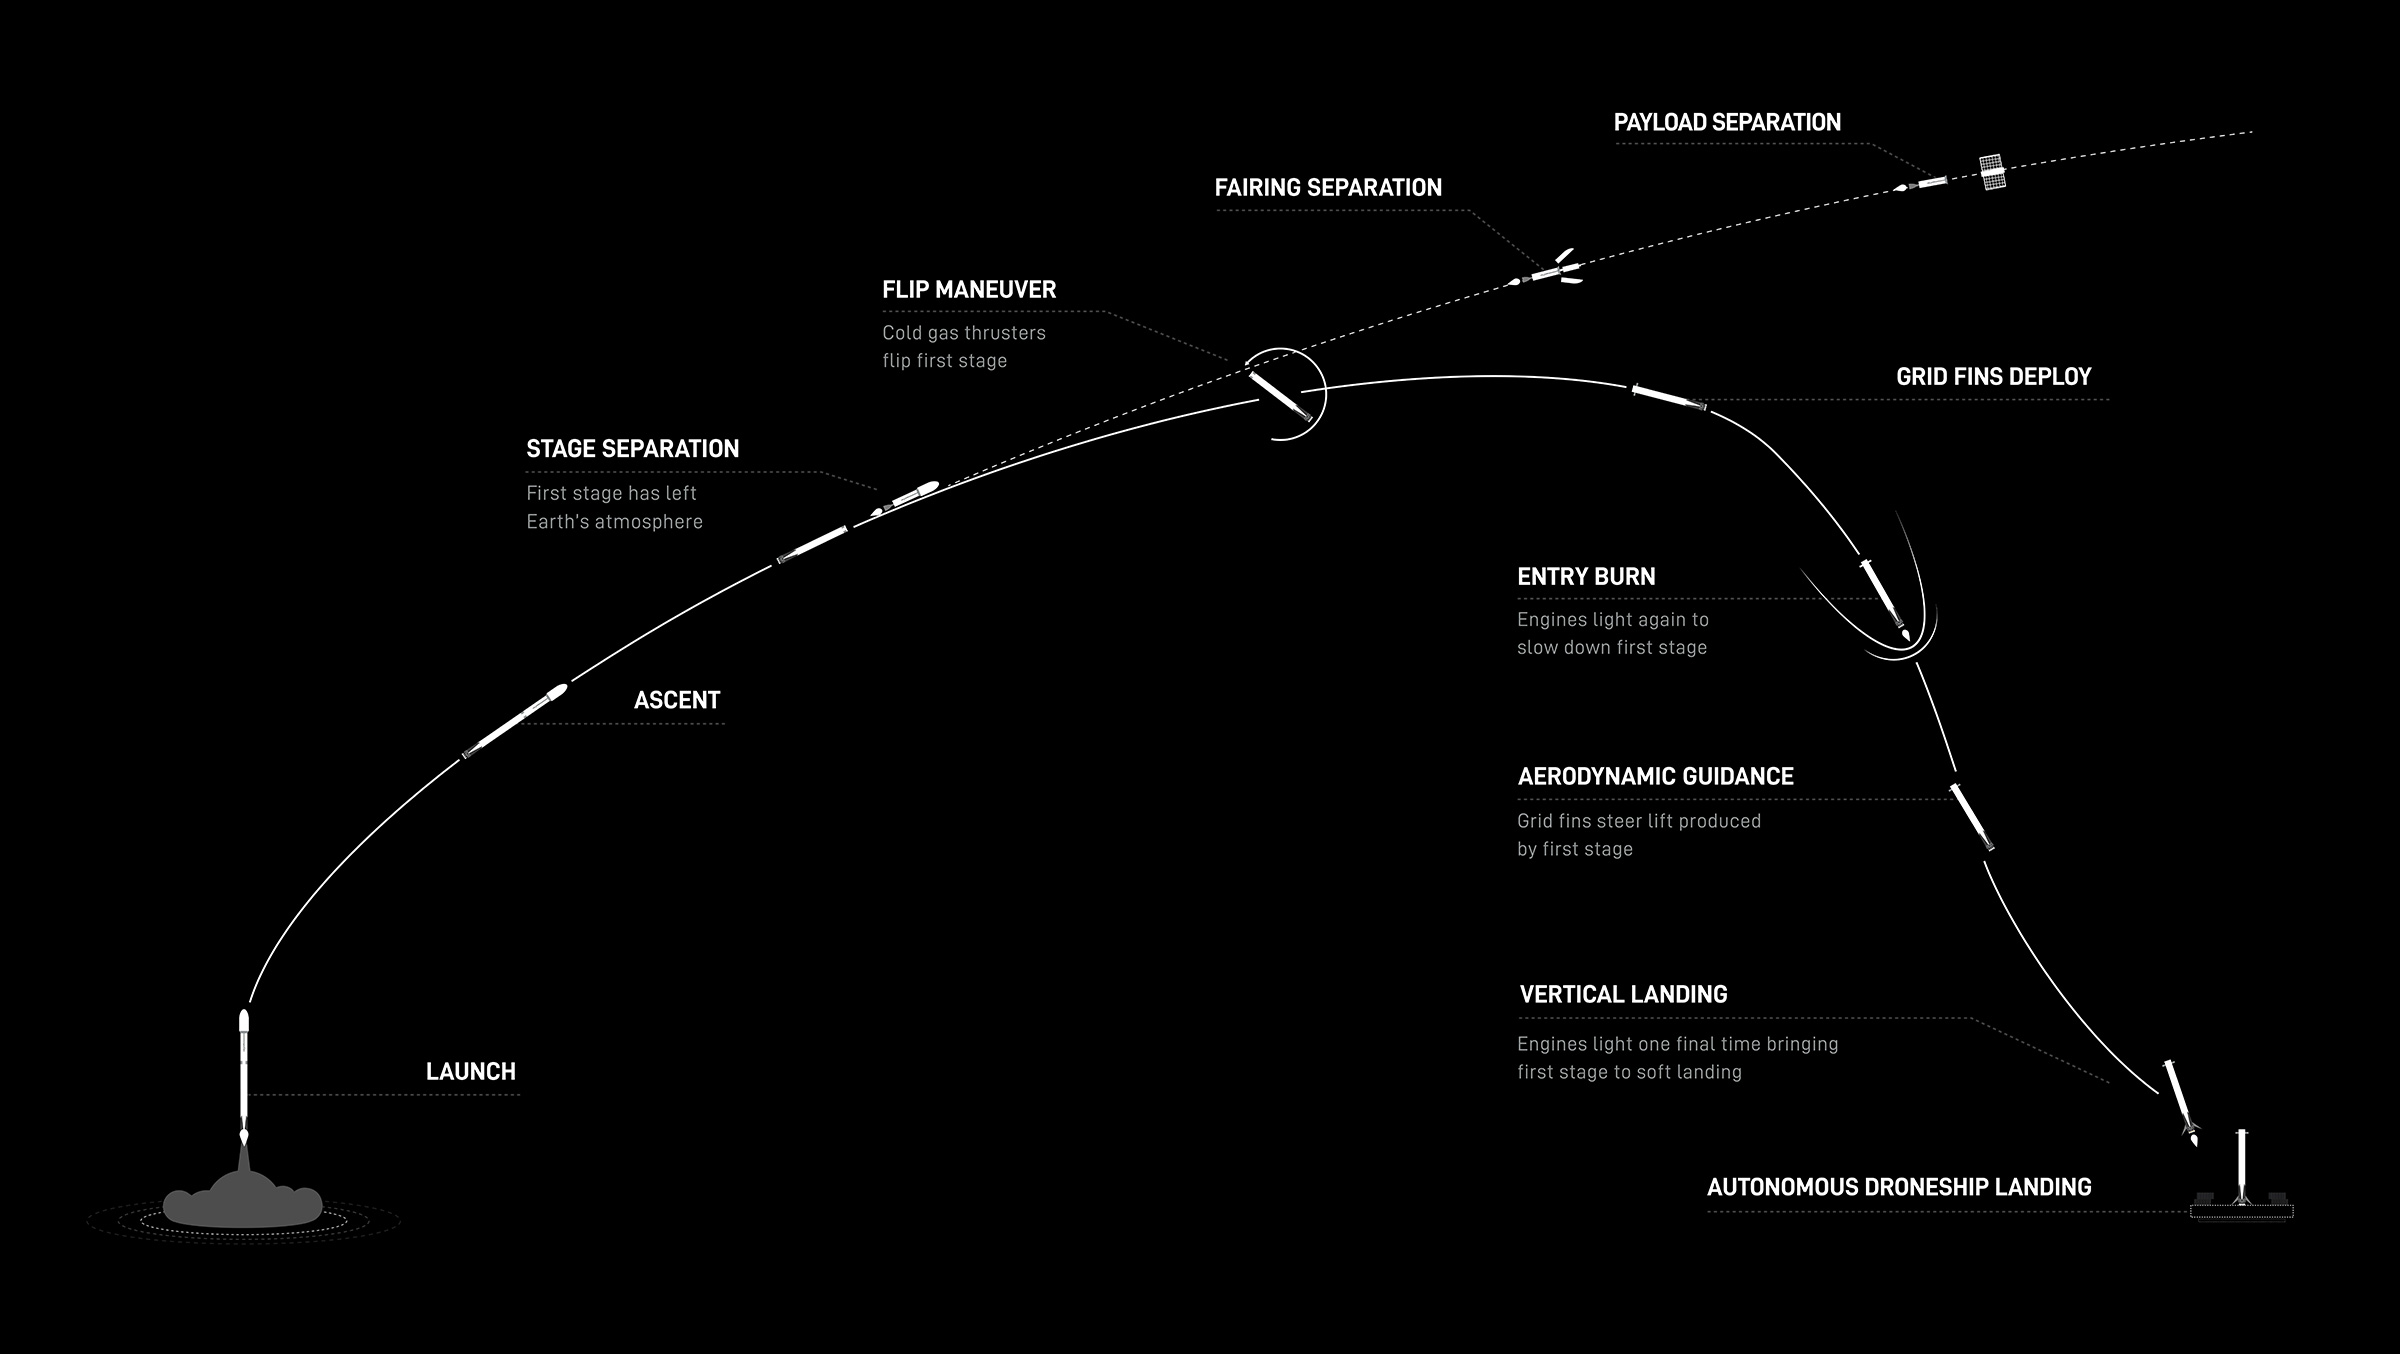 PAYLOAD SEPARATION
FAIRING SEPARATION
FLIP MANEUVER
Cold gas thrusters
flip first stage
GRID FINS DEPLOY
STAGE SEPARATION
First stage has left
Earth's atmosphere
ENTRY BURN
Engines light again to
slow down first stage
ASCENT
AERODYNAMIC GUIDANCE
Grid fins steer lift produced
by first stage
VERTICAL LANDING
Engines light one final time bringing
first stage to soft landing
LAUNCH
AUTONOMOUS DRONESHIP LANDING